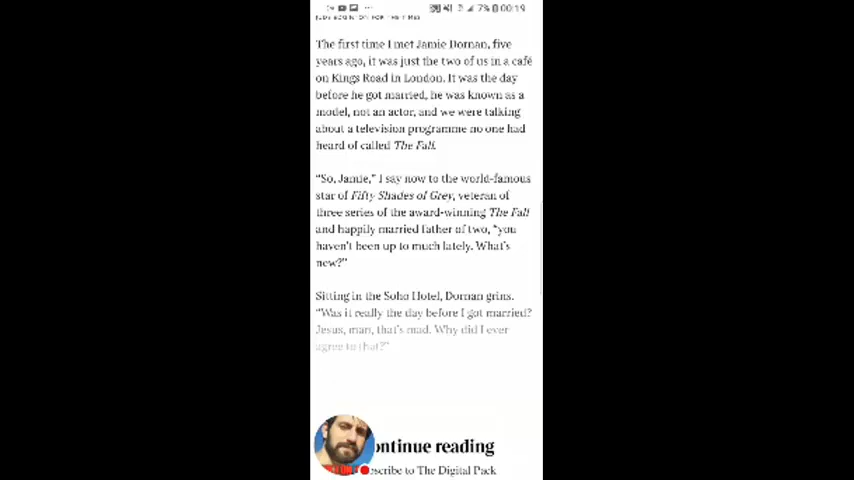 7% 00:19
The first time I met Jamie Dornan, five
years ago, it was just the two of us in a café
on Kings Road in London. It was the day
before he got married, he was known as a
model, not an actor, and we were talking
about a television programme no one had
heard of called The Fall.
“So, Jamie,” I say now to the world-famous
star of Fifty Shades of Grey, veteran of
three series of the award-winning The Fall
and happily married father of two, “you
haven’t been up to much lately. What’s
new?”
Sitting in the Soho Hotel, Dornan grins.
“Was it really the day before I got married?
Jesus, man, that’s mad. Why did I ever
agree to that?”
ontinue reading
scribe to The Digital Pack